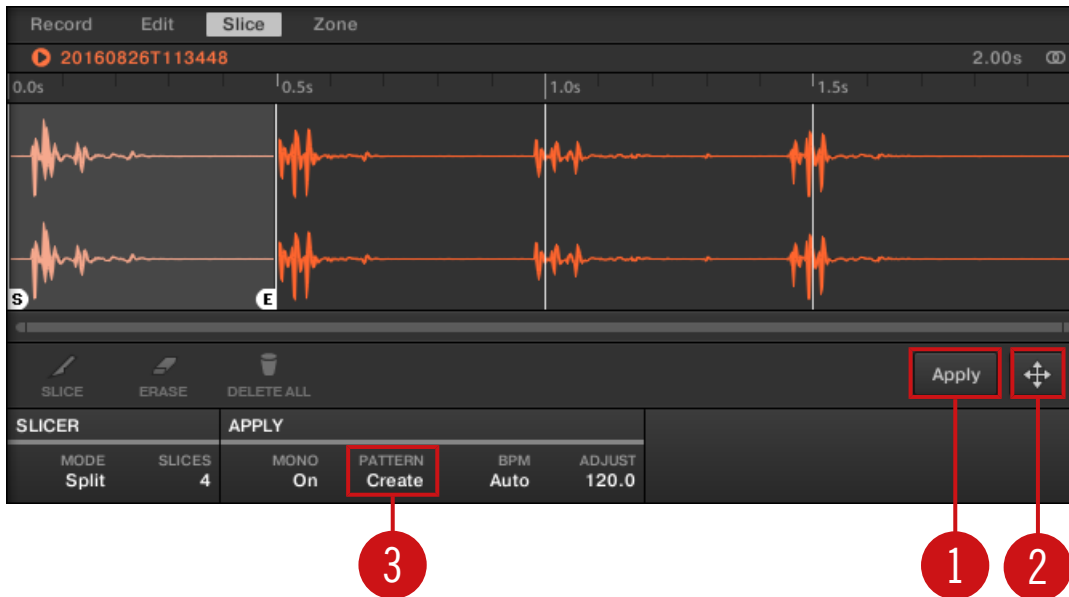 Record Edit Slice Zone
20160826T113448 2.00s
0.0s 0.5s 1.0s 1.5s
S E
SLICE ERASE DELETE ALL Apply
SLICER APPLY
MODE SLICES MONO PATTERN BPM ADJUST
Split 4 On Create Auto 120.0
3 1 2